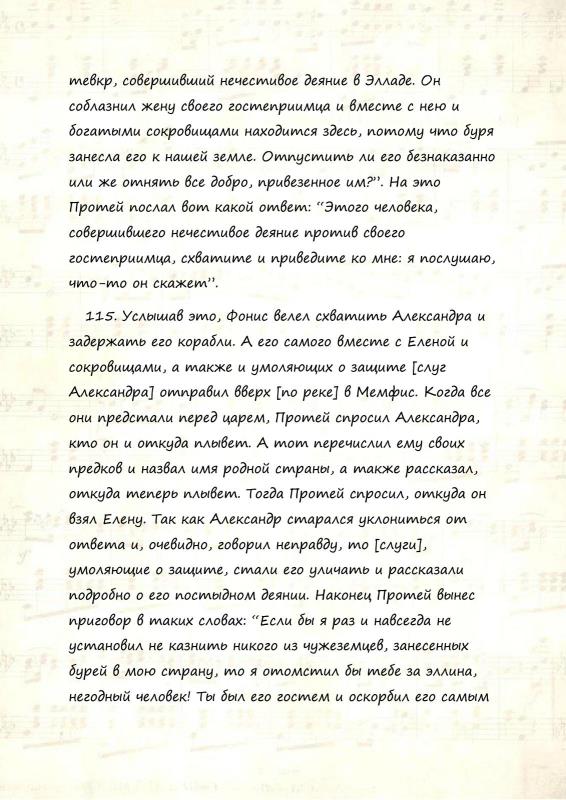 тевкр, совершивший нечестивое деяние в Элладе. Он
соблазнил жену своего гостеприимца и вместе с нею и
богатыми сокровищами находится здесь, потому что буря
занесла его к нашей земле. Отпустить ли его безнаказанно
или же отнять все добро, привезенное им?”. На это
Протей послал вот какой ответ: “Этого человека,
совершившего нечестивое деяние против своего
гостеприимца, схватите и приведите ко мне: я послушаю,
что-то он скажет”.
115. Услышав это, Фонис велел схватить Александра и
задержать его корабли. А его самого вместе с Еленой и
сокровищами, а также и умоляющих о защите [слуг
Александра] отправил вверх [по реке] в Мемфис. Когда все
они предстали перед царем, Протей спросил Александра,
кто он и откуда плывет. А тот перечислил ему своих
предков и назвал имя родной страны, а также рассказал,
откуда теперь плывет. Тогда Протей спросил, откуда он
взял Елену. Так как Александр старался уклониться от
ответа и, очевидно, говорил неправду, то [слуги],
умоляющие о защите, стали его уличать и рассказали
подробно о его постыдном деянии. Наконец Протей вынес
приговор в таких словах: “Если бы я раз и навсегда не
установил не казнить никого из чужеземцев, занесенных
бурей в мою страну, то я отомстил бы тебе за эллина,
негодный человек! Ты был его гостем и оскорбил его самым